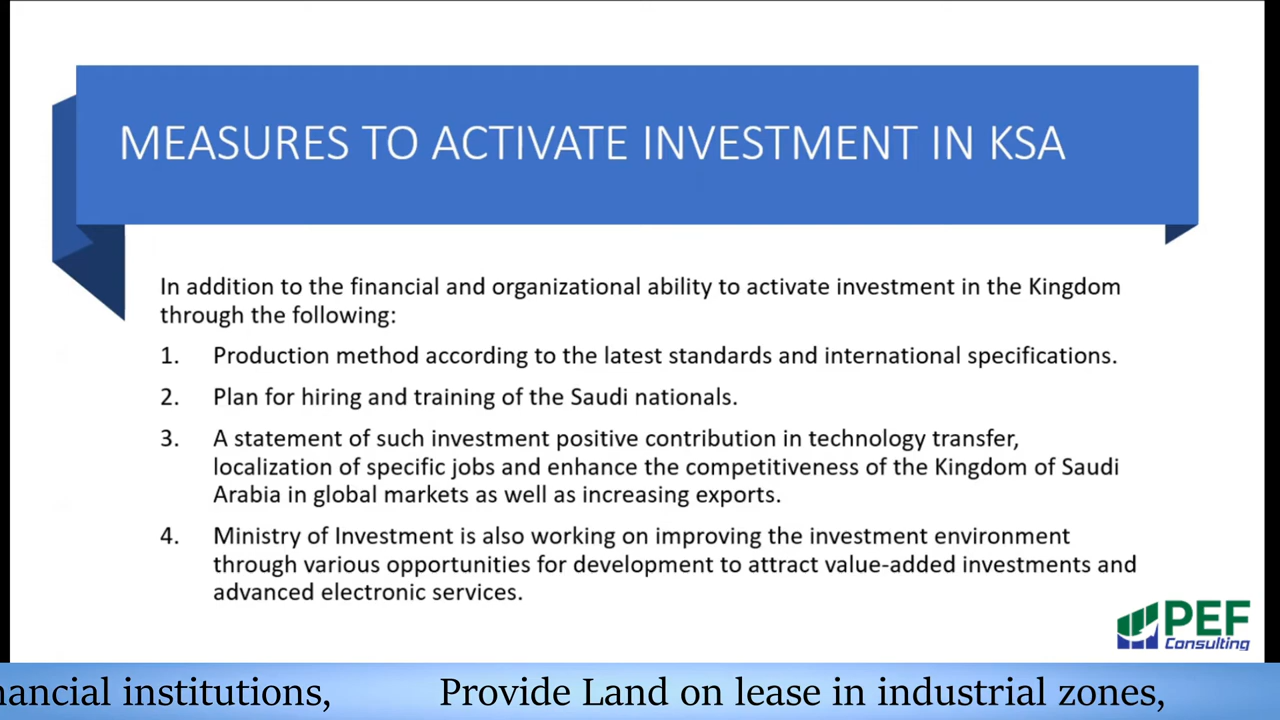 MEASURES TO ACTIVATE INVESTMENT IN KSA
In addition to the financial and organizational ability to activate investment in the Kingdom
through the following:
1. Production method according to the latest standards and international specifications.
2. Plan for hiring and training of the Saudi nationals.
3. A statement of such investment positive contribution in technology transfer,
localization of specific jobs and enhance the competitiveness of the Kingdom of Saudi
Arabia in global markets as well as increasing exports.
4. Ministry of Investment is also working on improving the investment environment
through various opportunities for development to attract value-added investments and
advanced electronic services.
PEF
Consulting
nancial institutions, Provide Land on lease in industrial zones,